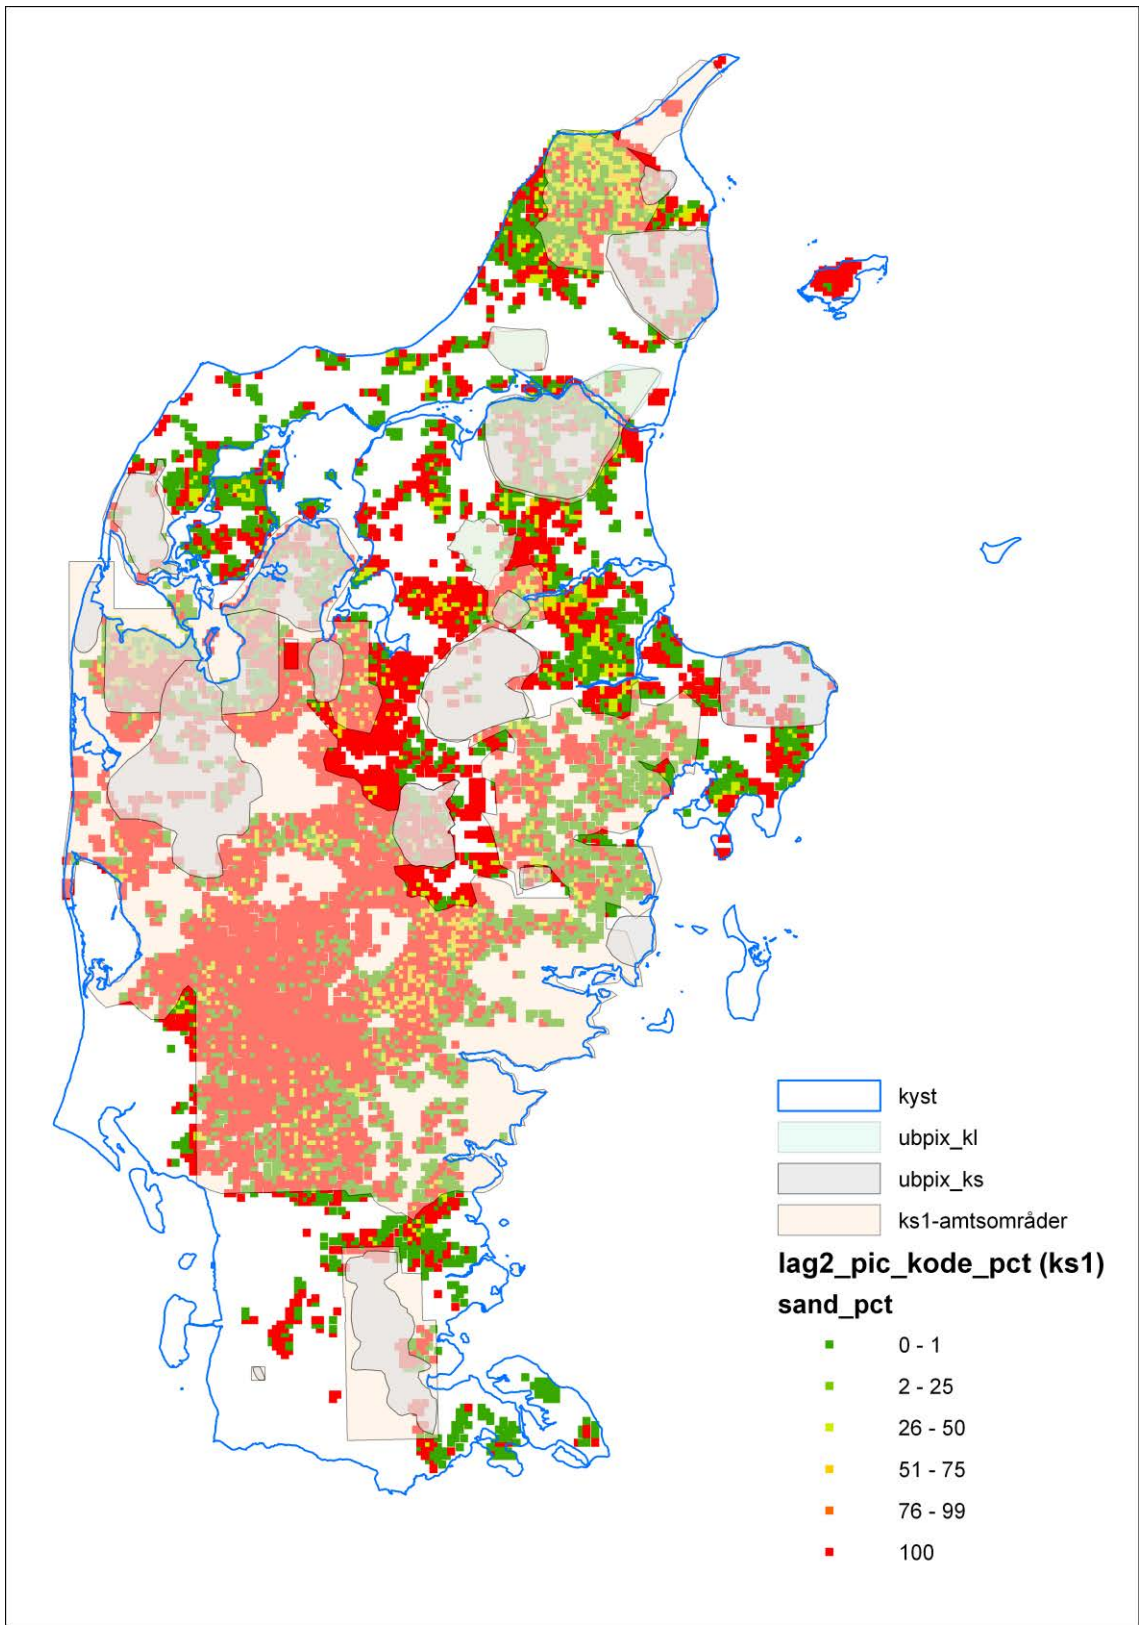 kyst
ubpix_kl
ubpix_ks
ks1-amtsområder
lag2_pic_kode_pct (ks1)
sand_pct
0 - 1
2 - 25
26 - 50
51 - 75
76 - 99
100